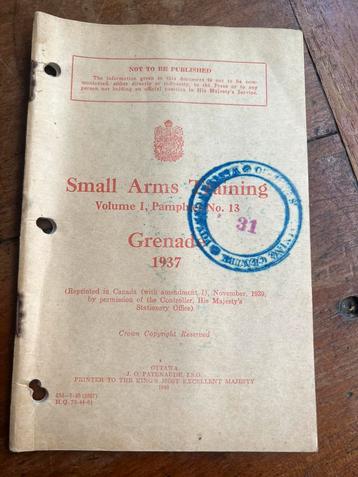 NOT TO BE PUBLISHED
The information given in this document is not to be com-
municated, either directly or indirectly, to the Press or to any
person not holding an official position in His Majesty's Service.
Small Arms Training
Volume I, Pamphlet No. 13
31
Grenade
1937
(Reprinted in Canada (with amendment 1), November, 1939,
by permission of the Controller, His Majesty's
Stationery Office)
Crown Copyright Reserved
OTTAWA
J. O. PATENAUDE, I.S.O.
PRINTER TO THE KING'S MOST EXCELLENT MAJESTY
1940